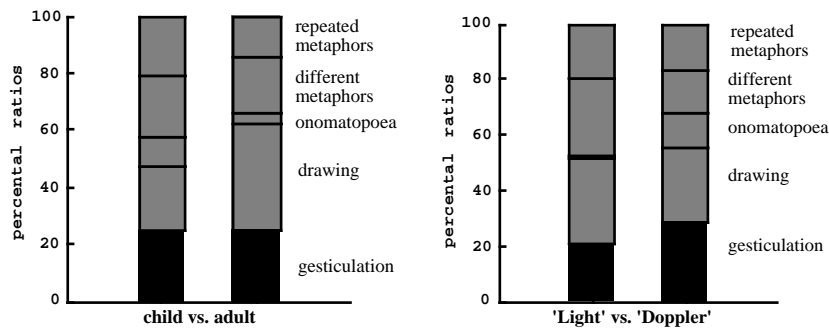 percental ratios
100
80
60
40
20
0
repeated
metaphors
different
metaphors
onomatopoea
drawing
gesticulation
child vs. adult
percental ratios
100
80
60
40
20
0
repeated
metaphors
different
metaphors
onomatopoea
drawing
gesticulation
'Light' vs. 'Doppler'